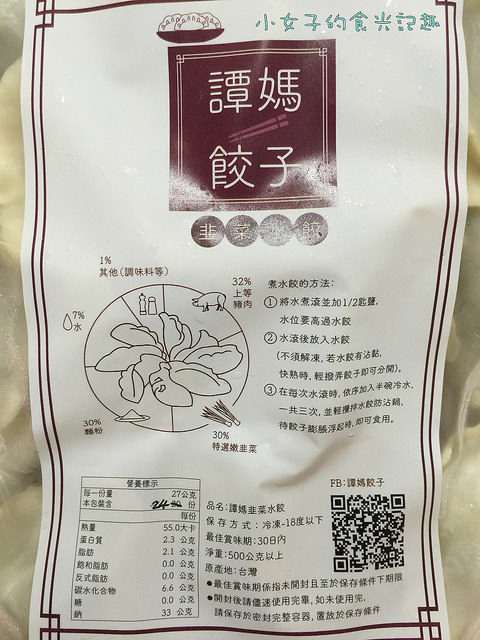 小女子的食光記趣
譚媽
餃子
韭菜水餃
1%
其他(調味料等)
32%
上等
豬肉
7%
水
30%
麵粉
30%
特選嫩韭菜
煮水餃的方法:
①將水煮滾並加1/2匙鹽,
水位要高過水餃
②水滾後放入水餃
(不須解凍,若水餃有沾黏,
快熟時,輕撥弄餃子即可分開)。
③在每次水滾時,依序加入半碗冷水,
一共三次,並輕攪拌水餃防沾鍋,
待餃子膨脹浮起時,即可食用。
營養標示
每一份量 27公克
本包裝含 24 份
每份
熱量 55.0大卡
蛋白質 2.3 公克
脂肪 2.1 公克
飽和脂肪 0.0 公克
反式脂肪 0.0 公克
碳水化合物 6.6 公克
糖 0.0 公克
鈉 33 公克
FB:譚媽餃子
品名:譚媽韭菜水餃
保存方式:冷凍-18度以下
最佳賞味期:30日內
淨重:500公克以上
原產地:台灣
●最佳賞味期係指未開封且至於保存條件下期限
●開封後請儘速使用完畢,如未使用完,
請保存於密封完整容器,置放於保存條件